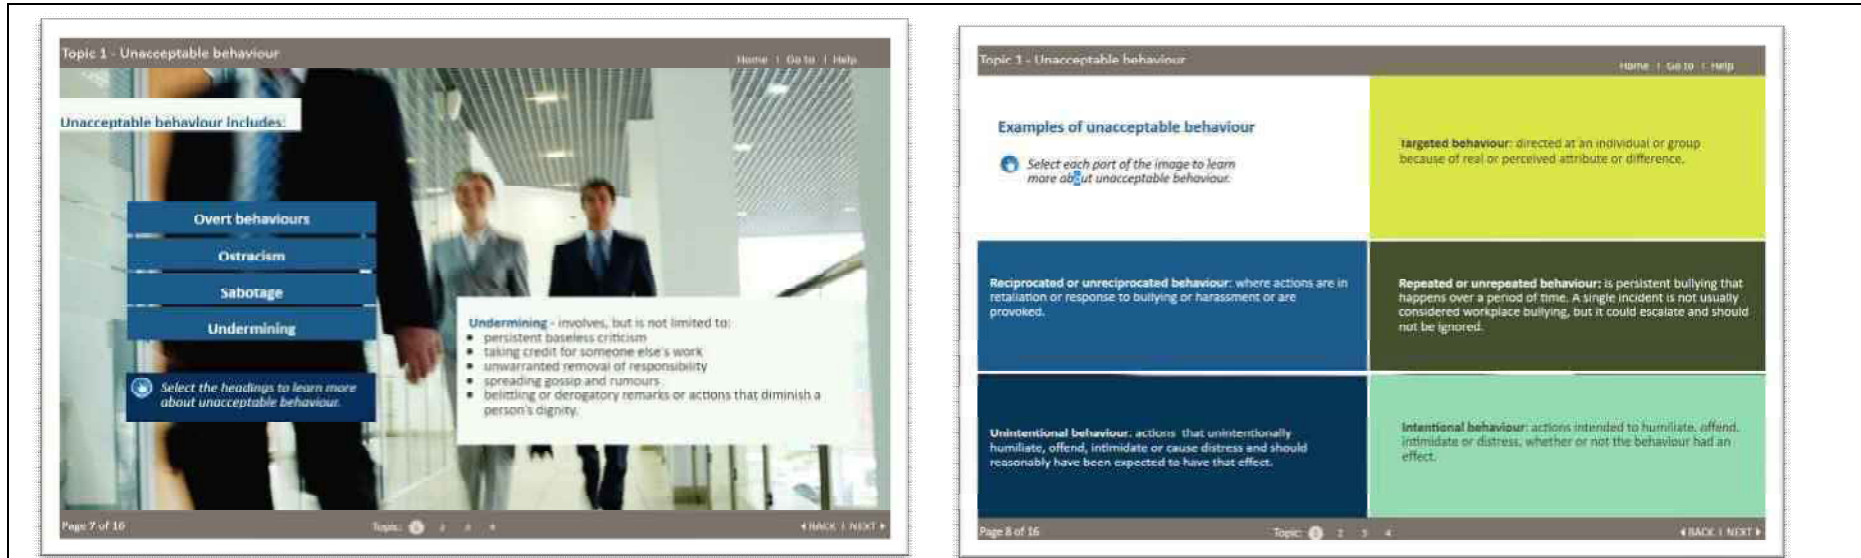 Topic 1 - Unacceptable behaviour
Home | Go to | Help
Unacceptable behaviour includes:
Overt behaviours
Ostracism
Sabotage
Undermining
Select the headings to learn more
about unacceptable behaviour.
Undermining - involves, but is not limited to:
• persistent baseless criticism
• taking credit for someone else's work
• unwarranted removal of responsibility
• spreading gossip and rumours
• belittling or derogatory remarks or actions that diminish a
person's dignity.
Page 7 of 16
Topic: 1 2 3 4
BACK | NEXT
Topic 1 - Unacceptable behaviour
Home | Go to | Help
Examples of unacceptable behaviour
Select each part of the image to learn
more about unacceptable behaviour.
Targeted behaviour: directed at an individual or group
because of real or perceived attribute or difference.
Reciprocated or unreciprocated behaviour: where actions are in
retaliation or response to bullying or harassment or are
provoked.
Repeated or unrepeated behaviour: is persistent bullying that
happens over a period of time. A single incident is not usually
considered workplace bullying, but it could escalate and should
not be ignored.
Unintentional behaviour: actions that unintentionally
humiliate, offend, intimidate or cause distress and should
reasonably have been expected to have that effect.
Intentional behaviour: actions intended to humiliate, offend,
intimidate or distress, whether or not the behaviour had an
effect.
Page 8 of 16
Topic: 1 2 3 4
BACK | NEXT